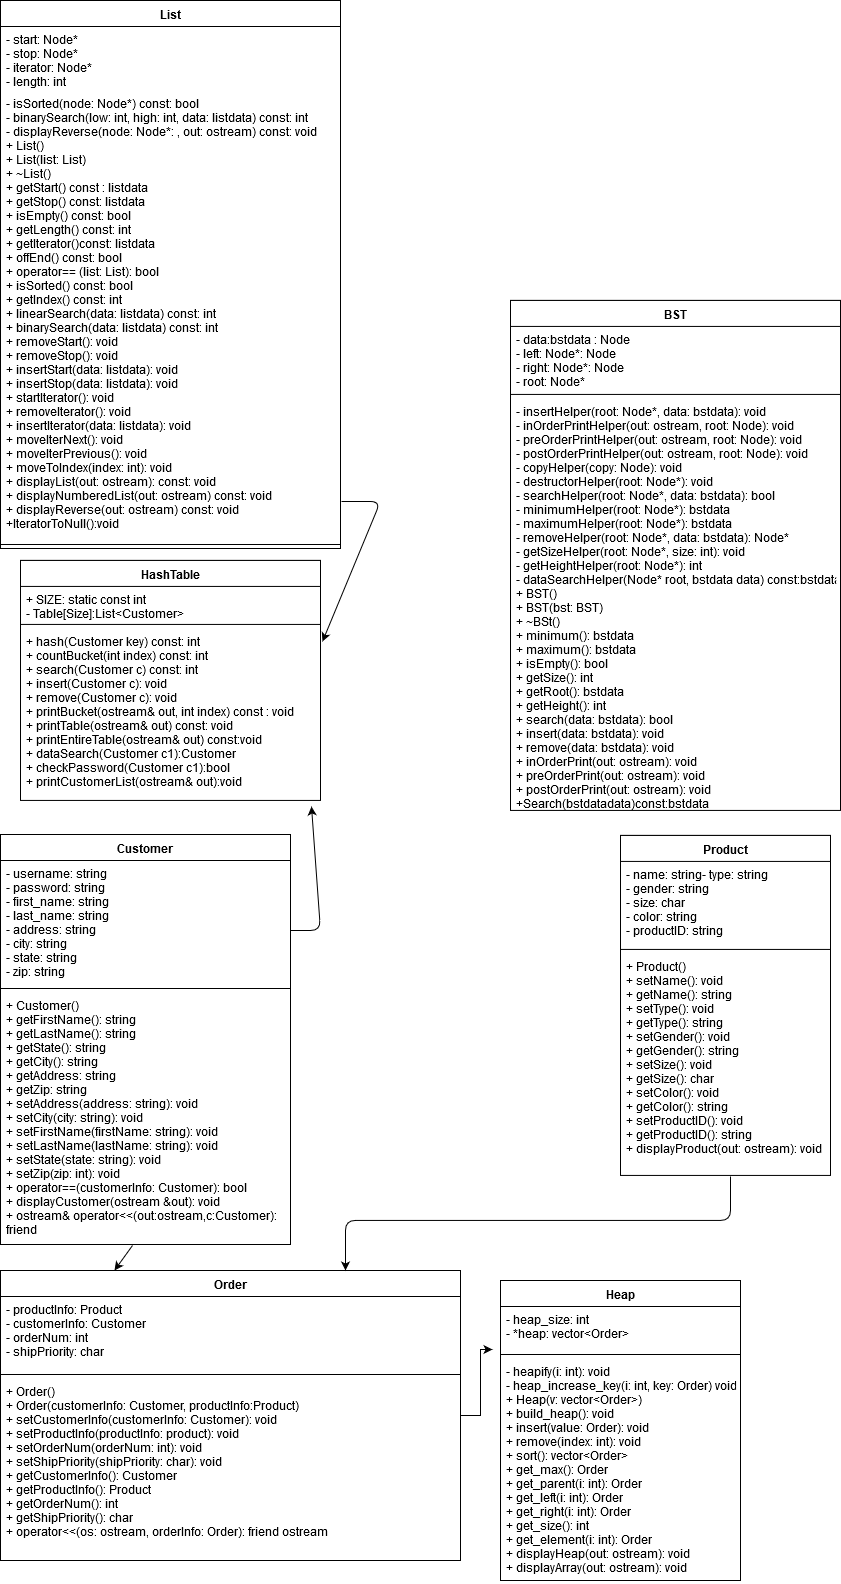 List
- start: Node*
- stop: Node*
- iterator: Node*
- length: int
- isSorted(node: Node*) const: bool
- binarySearch(low: int, high: int, data: listdata) const: int
- displayReverse(node: Node*: , out: ostream) const: void
+ List()
+ List(list: List)
+ ~List()
+ getStart() const : listdata
+ getStop() const: listdata
+ isEmpty() const: bool
+ getLength() const: int
+ getIterator()const: listdata
+ offEnd() const: bool
+ operator== (list: List): bool
+ isSorted() const: bool
+ getIndex() const: int
+ linearSearch(data: listdata) const: int
+ binarySearch(data: listdata) const: int
+ removeStart(): void
+ removeStop(): void
+ insertStart(data: listdata): void
+ insertStop(data: listdata): void
+ startIterator(): void
+ removeIterator(): void
+ insertIterator(data: listdata): void
+ moveIterNext(): void
+ moveIterPrevious(): void
+ moveToIndex(index: int): void
+ displayList(out: ostream): const: void
+ displayNumberedList(out: ostream) const: void
+ displayReverse(out: ostream) const: void
+IteratorToNull():void
HashTable
+ SIZE: static const int
- Table[Size]:List<Customer>
+ hash(Customer key) const: int
+ countBucket(int index) const: int
+ search(Customer c) const: int
+ insert(Customer c): void
+ remove(Customer c): void
+ printBucket(ostream& out, int index) const : void
+ printTable(ostream& out) const: void
+ printEntireTable(ostream& out) const:void
+ dataSearch(Customer c1):Customer
+ checkPassword(Customer c1):bool
+ printCustomerList(ostream& out):void
BST
- data:bstdata : Node
- left: Node*: Node
- right: Node*: Node
- root: Node*
- insertHelper(root: Node*, data: bstdata): void
- inOrderPrintHelper(out: ostream, root: Node): void
- preOrderPrintHelper(out: ostream, root: Node): void
- postOrderPrintHelper(out: ostream, root: Node): void
- copyHelper(copy: Node): void
- destructorHelper(root: Node*): void
- searchHelper(root: Node*, data: bstdata): bool
- minimumHelper(root: Node*): bstdata
- maximumHelper(root: Node*): bstdata
- removeHelper(root: Node*, data: bstdata): Node*
- getSizeHelper(root: Node*, size: int): void
- getHeightHelper(root: Node*): int
- dataSearchHelper(Node* root, bstdata data) const:bstdata
+ BST()
+ BST(bst: BST)
+ ~BSt()
+ minimum(): bstdata
+ maximum(): bstdata
+ isEmpty(): bool
+ getSize(): int
+ getRoot(): bstdata
+ getHeight(): int
+ search(data: bstdata): bool
+ insert(data: bstdata): void
+ remove(data: bstdata): void
+ inOrderPrint(out: ostream): void
+ preOrderPrint(out: ostream): void
+ postOrderPrint(out: ostream): void
+Search(bstdatadata)const:bstdata
Customer
- username: string
- password: string
- first_name: string
- last_name: string
- address: string
- city: string
- state: string
- zip: string
+ Customer()
+ getFirstName(): string
+ getLastName(): string
+ getState(): string
+ getCity(): string
+ getAddress: string
+ getZip: string
+ setAddress(address: string): void
+ setCity(city: string): void
+ setFirstName(firstName: string): void
+ setLastName(lastName: string): void
+ setState(state: string): void
+ setZip(zip: int): void
+ operator==(customerInfo: Customer): bool
+ displayCustomer(ostream &out): void
+ ostream& operator<<(out:ostream,c:Customer):
friend
Product
- name: string- type: string
- gender: string
- size: char
- color: string
- productID: string
+ Product()
+ setName(): void
+ getName(): string
+ setType(): void
+ getType(): string
+ setGender(): void
+ getGender(): string
+ setSize(): void
+ getSize(): char
+ setColor(): void
+ getColor(): string
+ setProductID(): void
+ getProductID(): string
+ displayProduct(out: ostream): void
Order
- productInfo: Product
- customerInfo: Customer
- orderNum: int
- shipPriority: char
+ Order()
+ Order(customerInfo: Customer, productInfo:Product)
+ setCustomerInfo(customerInfo: Customer): void
+ setProductInfo(productInfo: product): void
+ setOrderNum(orderNum: int): void
+ setShipPriority(shipPriority: char): void
+ getCustomerInfo(): Customer
+ getProductInfo(): Product
+ getOrderNum(): int
+ getShipPriority(): char
+ operator<<(os: ostream, orderInfo: Order): friend ostream
Heap
- heap_size: int
- *heap: vector<Order>
- heapify(i: int): void
- heap_increase_key(i: int, key: Order) void
+ Heap(v: vector<Order>)
+ build_heap(): void
+ insert(value: Order): void
+ remove(index: int): void
+ sort(): vector<Order>
+ get_max(): Order
+ get_parent(i: int): Order
+ get_left(i: int): Order
+ get_right(i: int): Order
+ get_size(): int
+ get_element(i: int): Order
+ displayHeap(out: ostream): void
+ displayArray(out: ostream): void